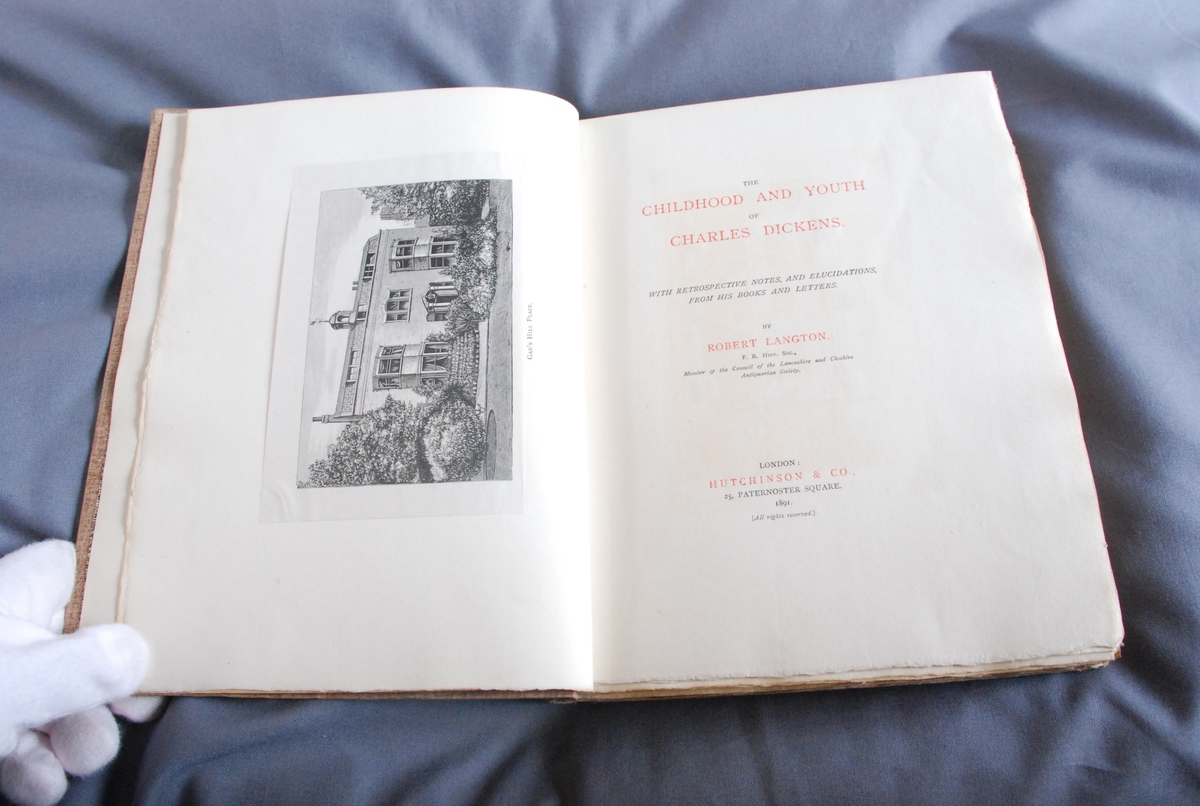 Gad's Hill Place.
THE
CHILDHOOD AND YOUTH
OF
CHARLES DICKENS.
WITH RETROSPECTIVE NOTES, AND ELUCIDATIONS,
FROM HIS BOOKS AND LETTERS.
BY
ROBERT LANGTON.
F. R. Hist. Soc.,
Member of the Council of the Lancashire and Cheshire
Antiquarian Society.
LONDON:
HUTCHINSON & CO.
25, PATERNOSTER SQUARE.
1891.
[All rights reserved.]